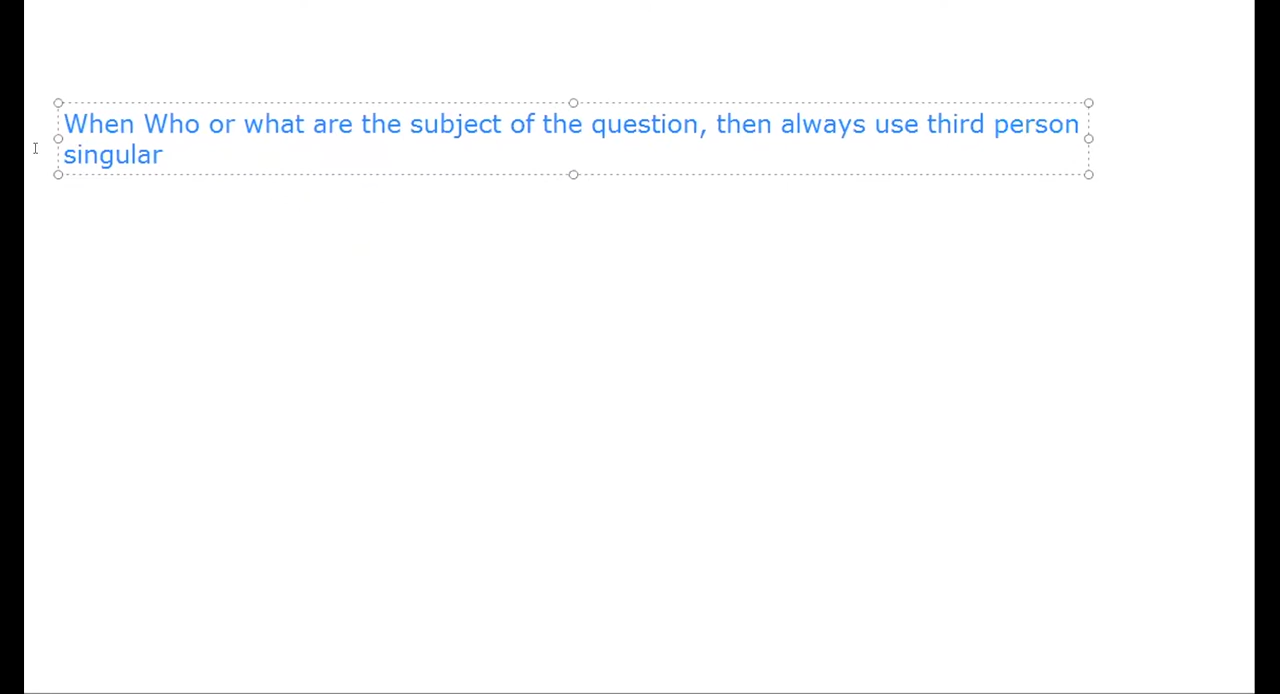 When Who or what are the subject of the question, then always use third person
singular